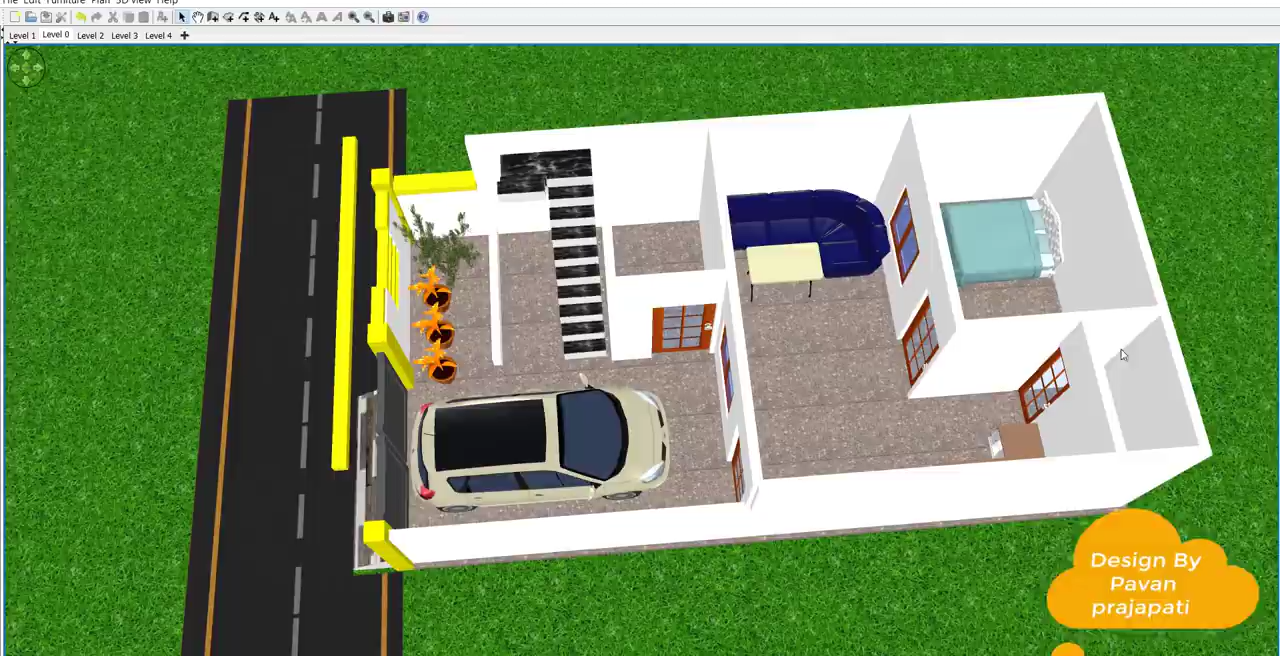 File Edit Furniture Plan 3D view Help
Level 1 Level 0 Level 2 Level 3 Level 4
Design By
Pavan
prajapati